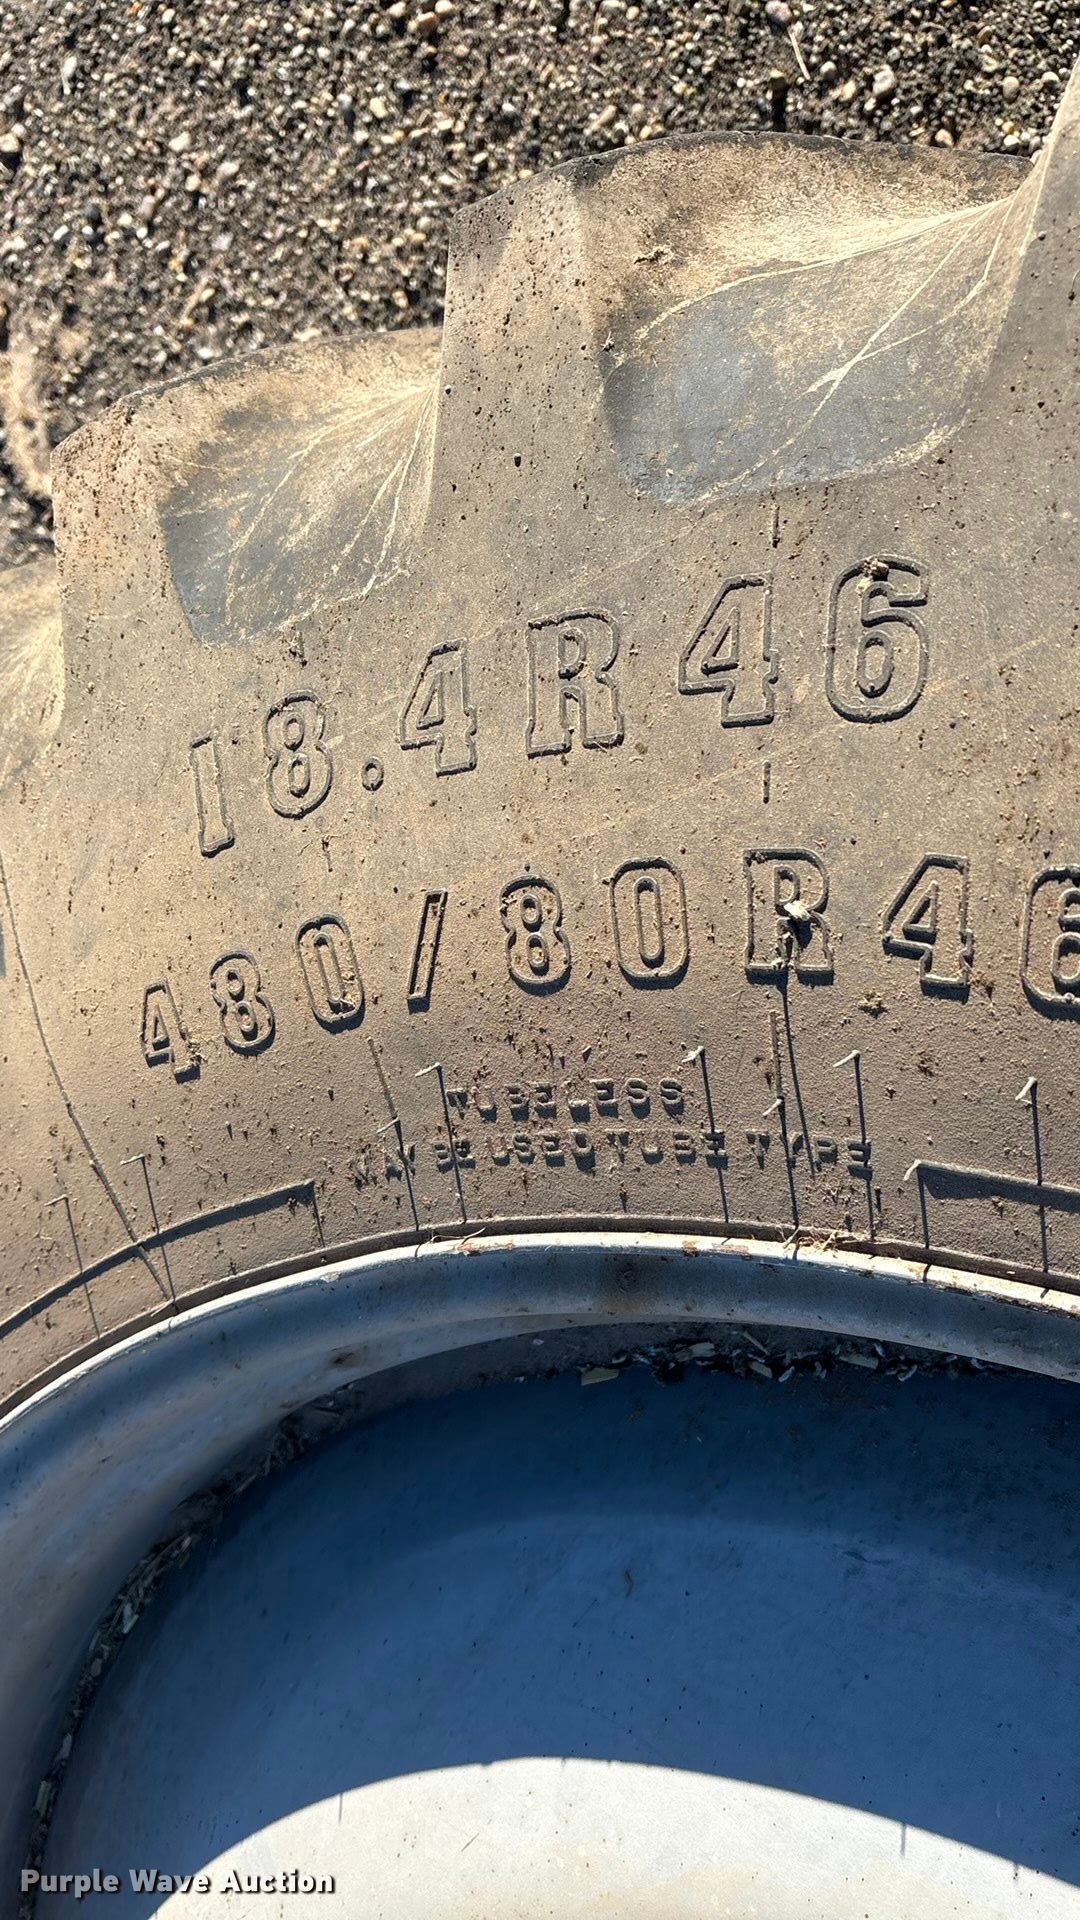 18.4R46
480/80R46
TUBELESS
MAY BE USED TUBE TYPE
Purple Wave Auction